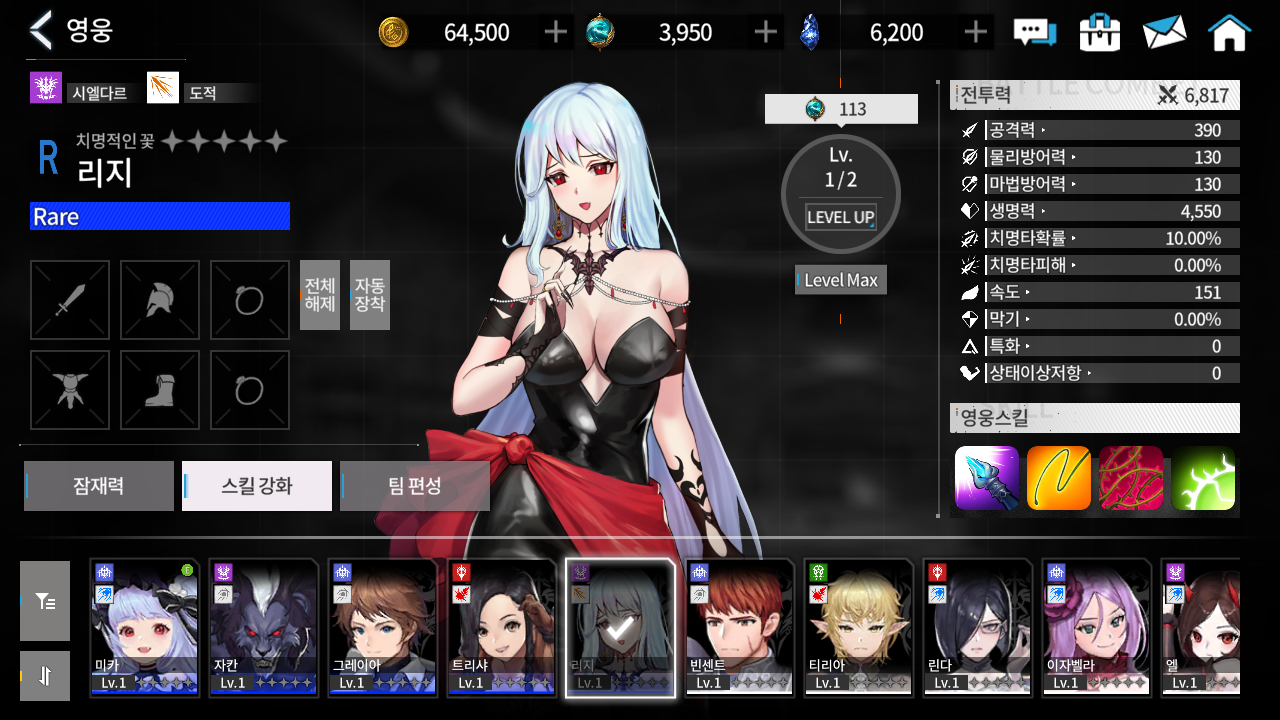 영웅
64,500
3,950
6,200
시엘다르
도적
R
치명적인 꽃
리지
Rare
전체
해제
자동
장착
잠재력
스킬 강화
팀 편성
113
Lv.
1/2
LEVEL UP
Level Max
전투력 6,817
공격력 390
물리방어력 130
마법방어력 130
생명력 4,550
치명타확률 10.00%
치명타피해 0.00%
속도 151
막기 0.00%
특화 0
상태이상저항 0
영웅스킬
E
미카
Lv.1
자칸
Lv.1
그레이아
Lv.1
트리샤
Lv.1
리지
Lv.1
빈센트
Lv.1
티리아
Lv.1
린다
Lv.1
이자벨라
Lv.1
엘
Lv.1